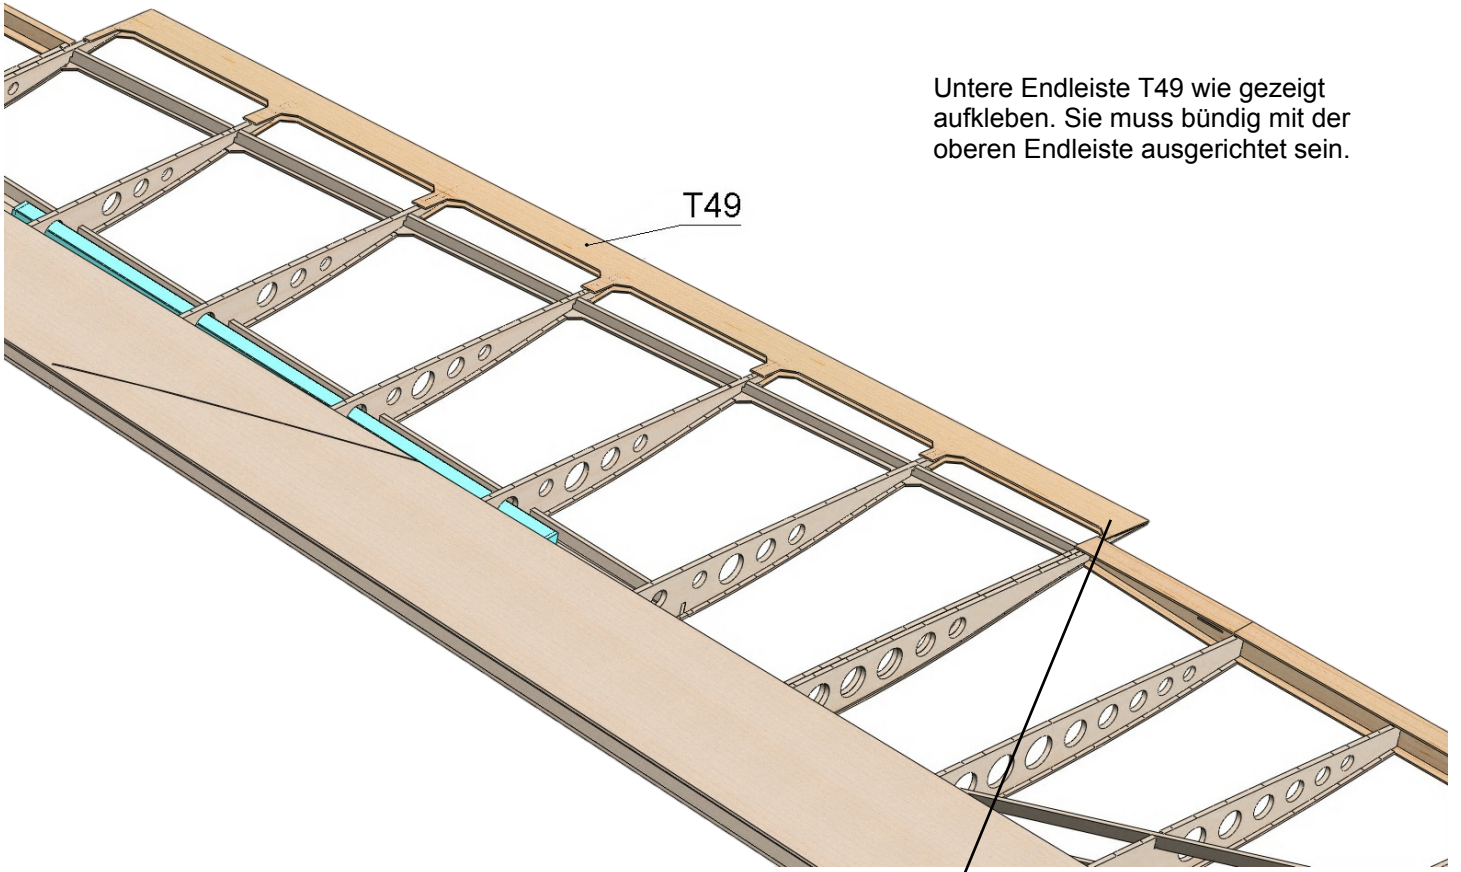 Untere Endleiste T49 wie gezeigt
aufkleben. Sie muss bündig mit der
oberen Endleiste ausgerichtet sein.
T49